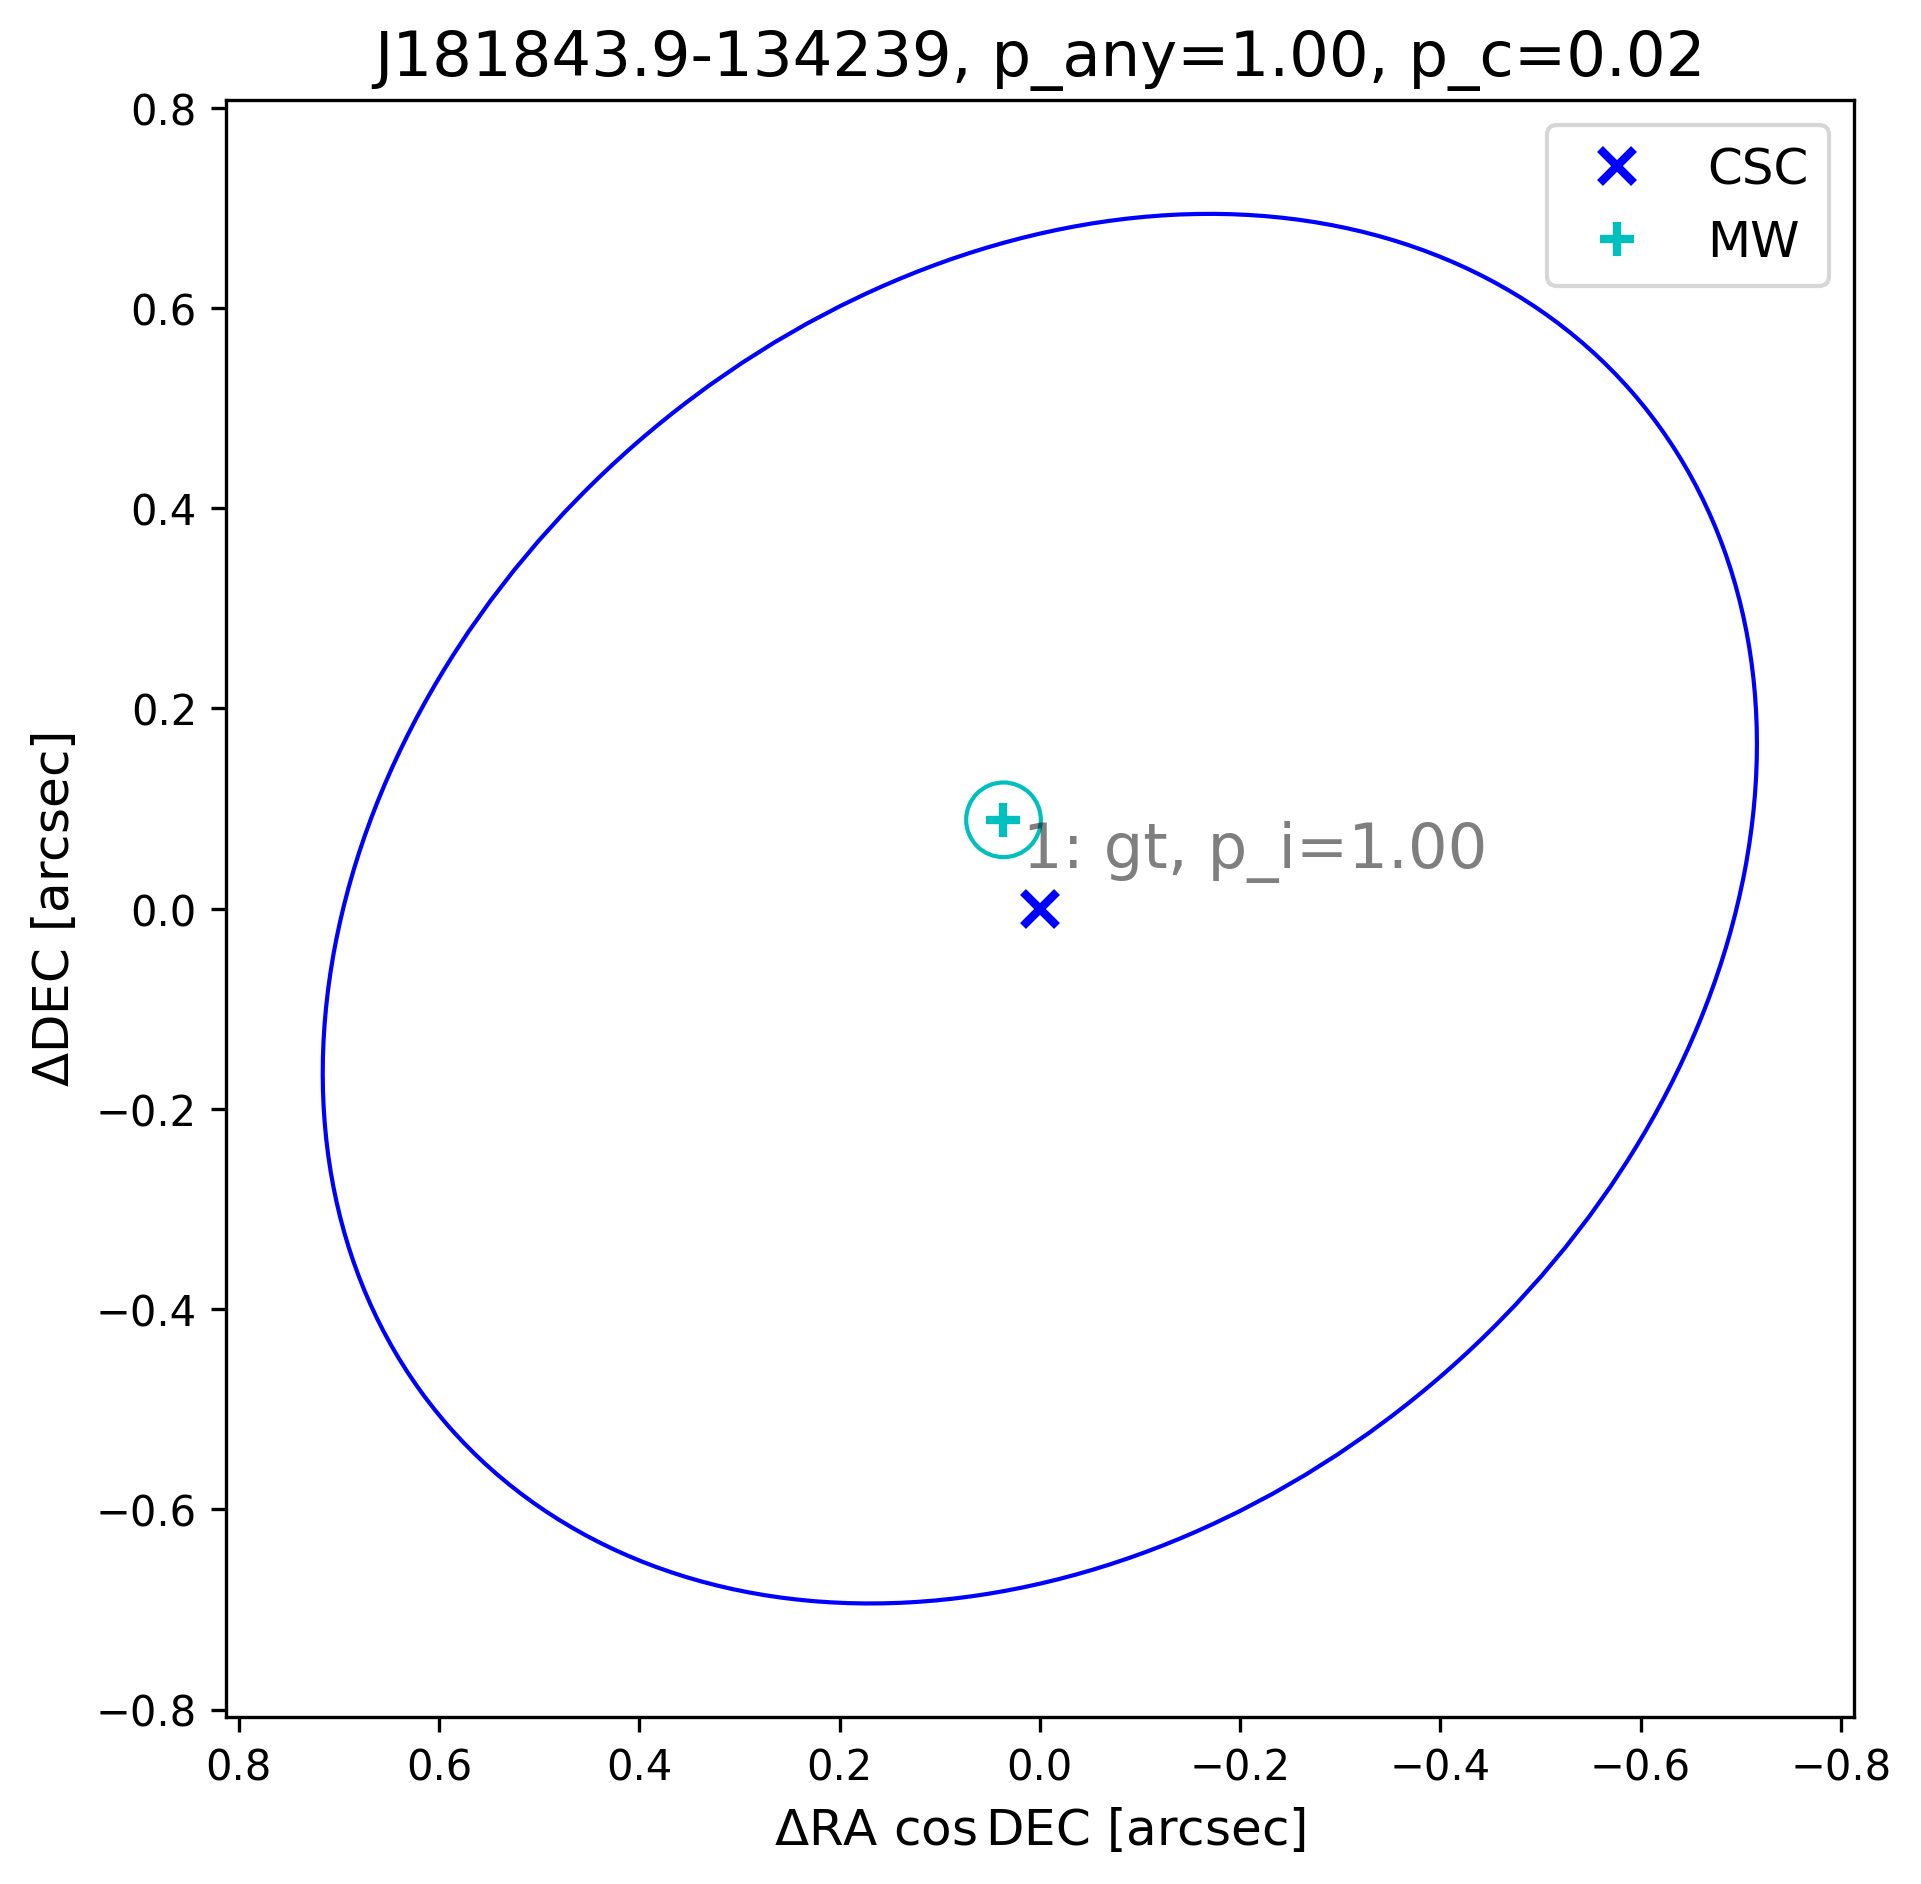 J181843.9-134239, p_any=1.00, p_c=0.02
CSC
MW
0.8
0.6
0.4
0.2
0.0
−0.2
−0.4
−0.6
−0.8
ΔDEC [arcsec]
1: gt, p_i=1.00
0.8 0.6 0.4 0.2 0.0 −0.2 −0.4 −0.6 −0.8
ΔRA cos DEC [arcsec]